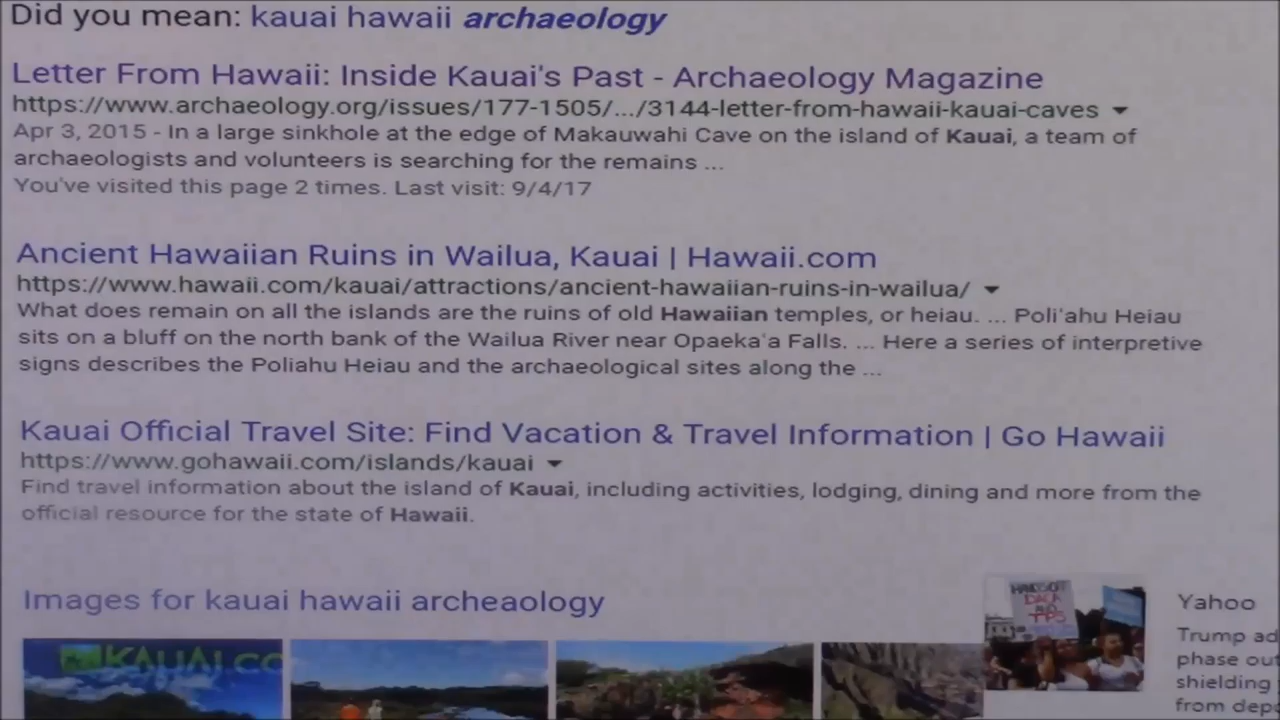 Did you mean: kauai hawaii archaeology
Letter From Hawaii: Inside Kauai's Past - Archaeology Magazine
https://www.archaeology.org/issues/177-1505/.../3144-letter-from-hawaii-kauai-caves
Apr 3, 2015 - In a large sinkhole at the edge of Makauwahi Cave on the island of Kauai, a team of
archaeologists and volunteers is searching for the remains ...
You've visited this page 2 times. Last visit: 9/4/17
Ancient Hawaiian Ruins in Wailua, Kauai | Hawaii.com
https://www.hawaii.com/kauai/attractions/ancient-hawaiian-ruins-in-wailua/
What does remain on all the islands are the ruins of old Hawaiian temples, or heiau. ... Poli'ahu Heiau
sits on a bluff on the north bank of the Wailua River near Opaeka'a Falls. ... Here a series of interpretive
signs describes the Poliahu Heiau and the archaeological sites along the ...
Kauai Official Travel Site: Find Vacation & Travel Information | Go Hawaii
https://www.gohawaii.com/islands/kauai
Find travel information about the island of Kauai, including activities, lodging, dining and more from the
official resource for the state of Hawaii.
Images for kauai hawaii archeaology
KAUAI.CO
DACA
TPS
Yahoo
Trump ad
phase out
shielding
from depo